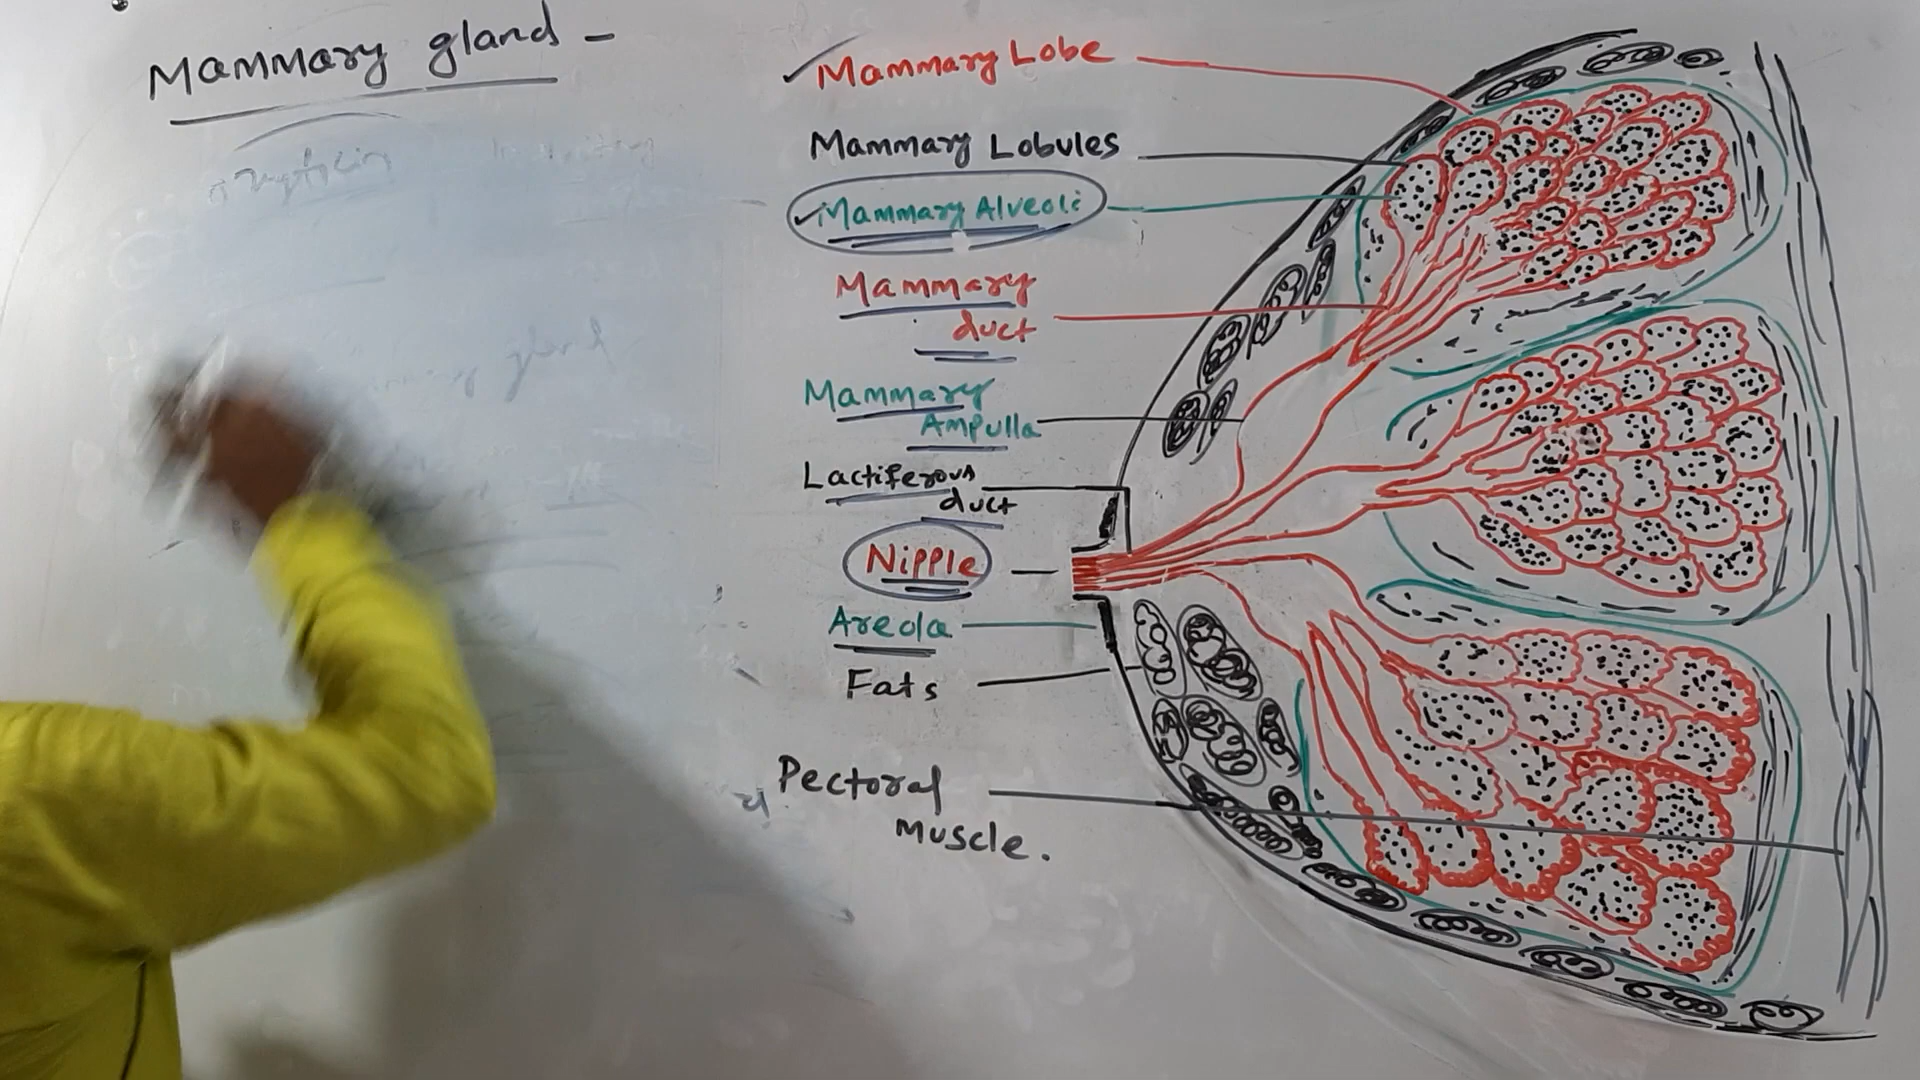 Mammary gland -
Mammary Lobe
Mammary Lobules
Mammary Alveoli
Mammary
duct
Mammary
Ampulla
Lactiferous
duct
Nipple
Areola
Fats
Pectoral
Muscle.
gland